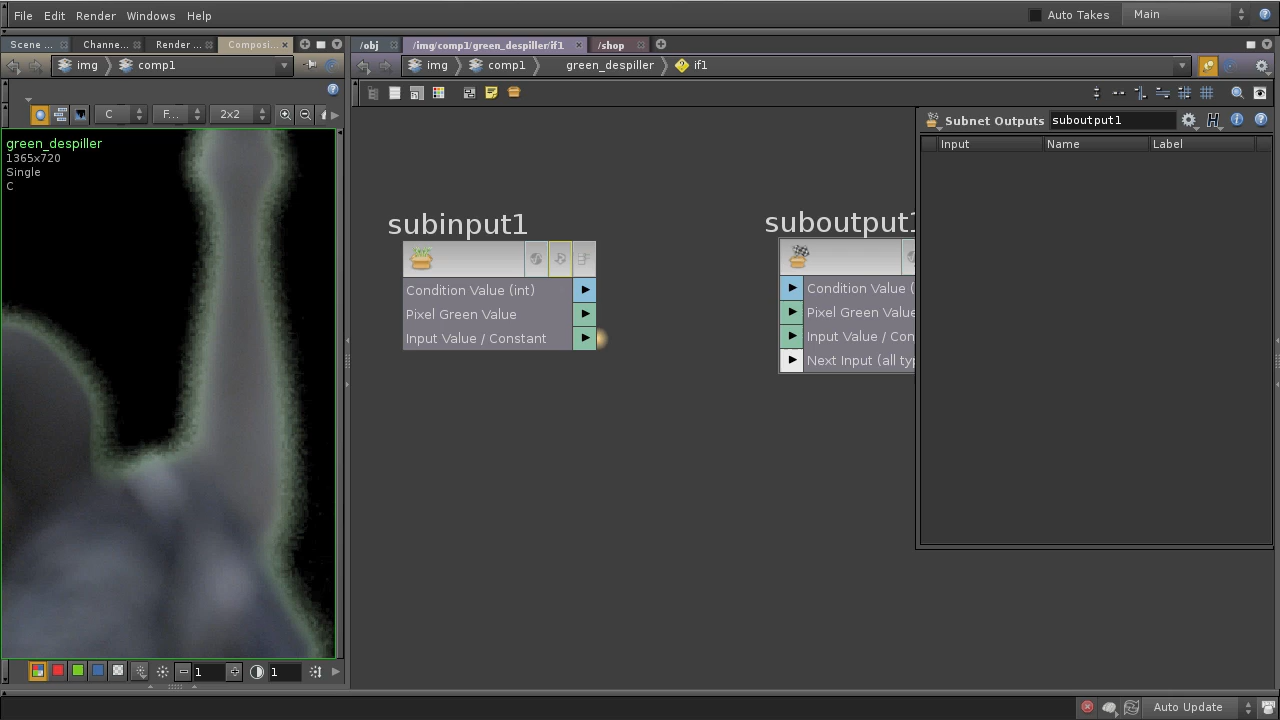 File Edit Render Windows Help
Auto Takes Main
Scene ... Channe... Render ... Composi...
/obj /img/comp1/green_despiller/if1 /shop
img comp1
img comp1 green_despiller if1
C F... 2x2
green_despiller
1365x720
Single
C
Subnet Outputs suboutput1
Input Name Label
subinput1
Condition Value (int)
Pixel Green Value
Input Value / Constant
suboutput1
Condition Value (
Pixel Green Value
Input Value / Con
Next Input (all typ
1 1
Auto Update